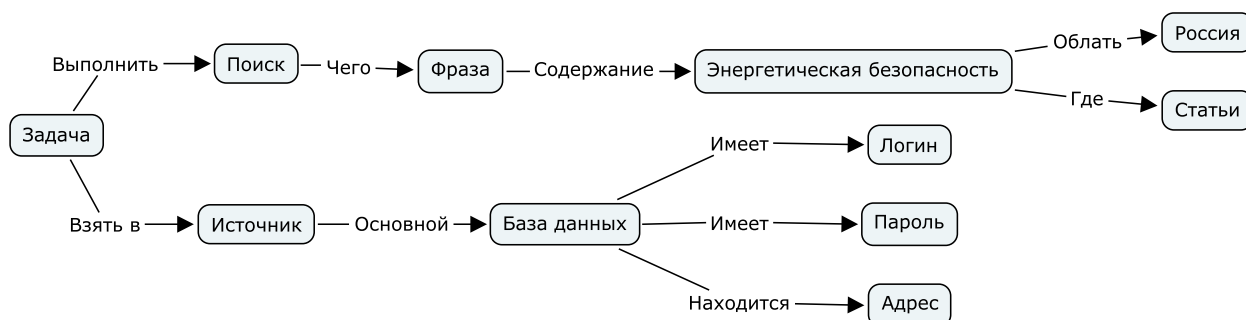 Россия
Облать
Выполнить
Поиск
Чего
Фраза
Содержание
Энергетическая безопасность
Где
Статьи
Задача
Имеет
Логин
Взять в
Источник
Основной
База данных
Имеет
Пароль
Находится
Адрес